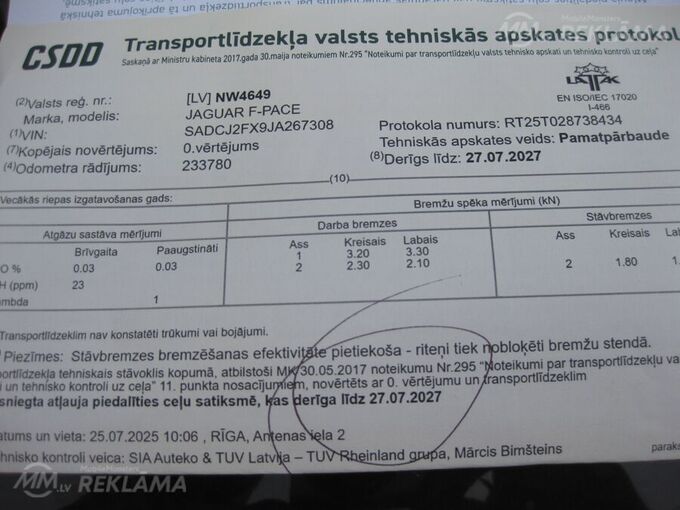 CSDD
Transportlīdzekļa valsts tehniskās apskates protokol
Saskaņā ar Ministru kabineta 2017.gada 30.maija noteikumiem Nr.295 "Noteikumi par transportlīdzekļu valsts tehnisko apskati un tehnisko kontroli uz ceļa"
LATAK
EN ISO/IEC 17020
I-466
(2)Valsts reģ. nr.: [LV] NW4649
Marka, modelis: JAGUAR F-PACE
(1)VIN: SADCJ2FX9JA267308
Protokola numurs: RT25T028738434
(7)Kopējais novērtējums: 0.vērtējums
Tehniskās apskates veids: Pamatpārbaude
(4)Odometra rādījums: 233780
(8)Derīgs līdz: 27.07.2027
(10)
Vecākās riepas izgatavošanas gads:
Bremžu spēka mērījumi (kN)
Atgāzu sastāva mērījumi Darba bremzes Stāvbremzes
Brīvgaita Paaugstināti Ass Kreisais Labais Ass Kreisais
1 3.20 3.30
O % 0.03 0.03 2 2.30 2.10 2 1.80
H (ppm) 23
mbda 1
Transportlīdzeklim nav konstatēti trūkumi vai bojājumi.
Piezīmes: Stāvbremzes bremzēšanas efektivitāte pietiekoša - riteņi tiek nobloķēti bremžu stendā.
rtlīdzekļa tehniskais stāvoklis kopumā, atbilstoši MK 30.05.2017 noteikumu Nr.295 "Noteikumi par transportlīdzekļu va
i un tehnisko kontroli uz ceļa" 11. punkta nosacījumiem, novērtēts ar 0. vērtējumu un transportlīdzeklim
sniegta atļauja piedalīties ceļu satiksmē, kas derīga līdz 27.07.2027
atums un vieta: 25.07.2025 10:06 , RĪGA, Antenas iela 2
hnisko kontroli veica: SIA Auteko & TUV Latvija – TUV Rheinland grupa, Mārcis Bimšteins
paraks
MM.LV REKLĀMA